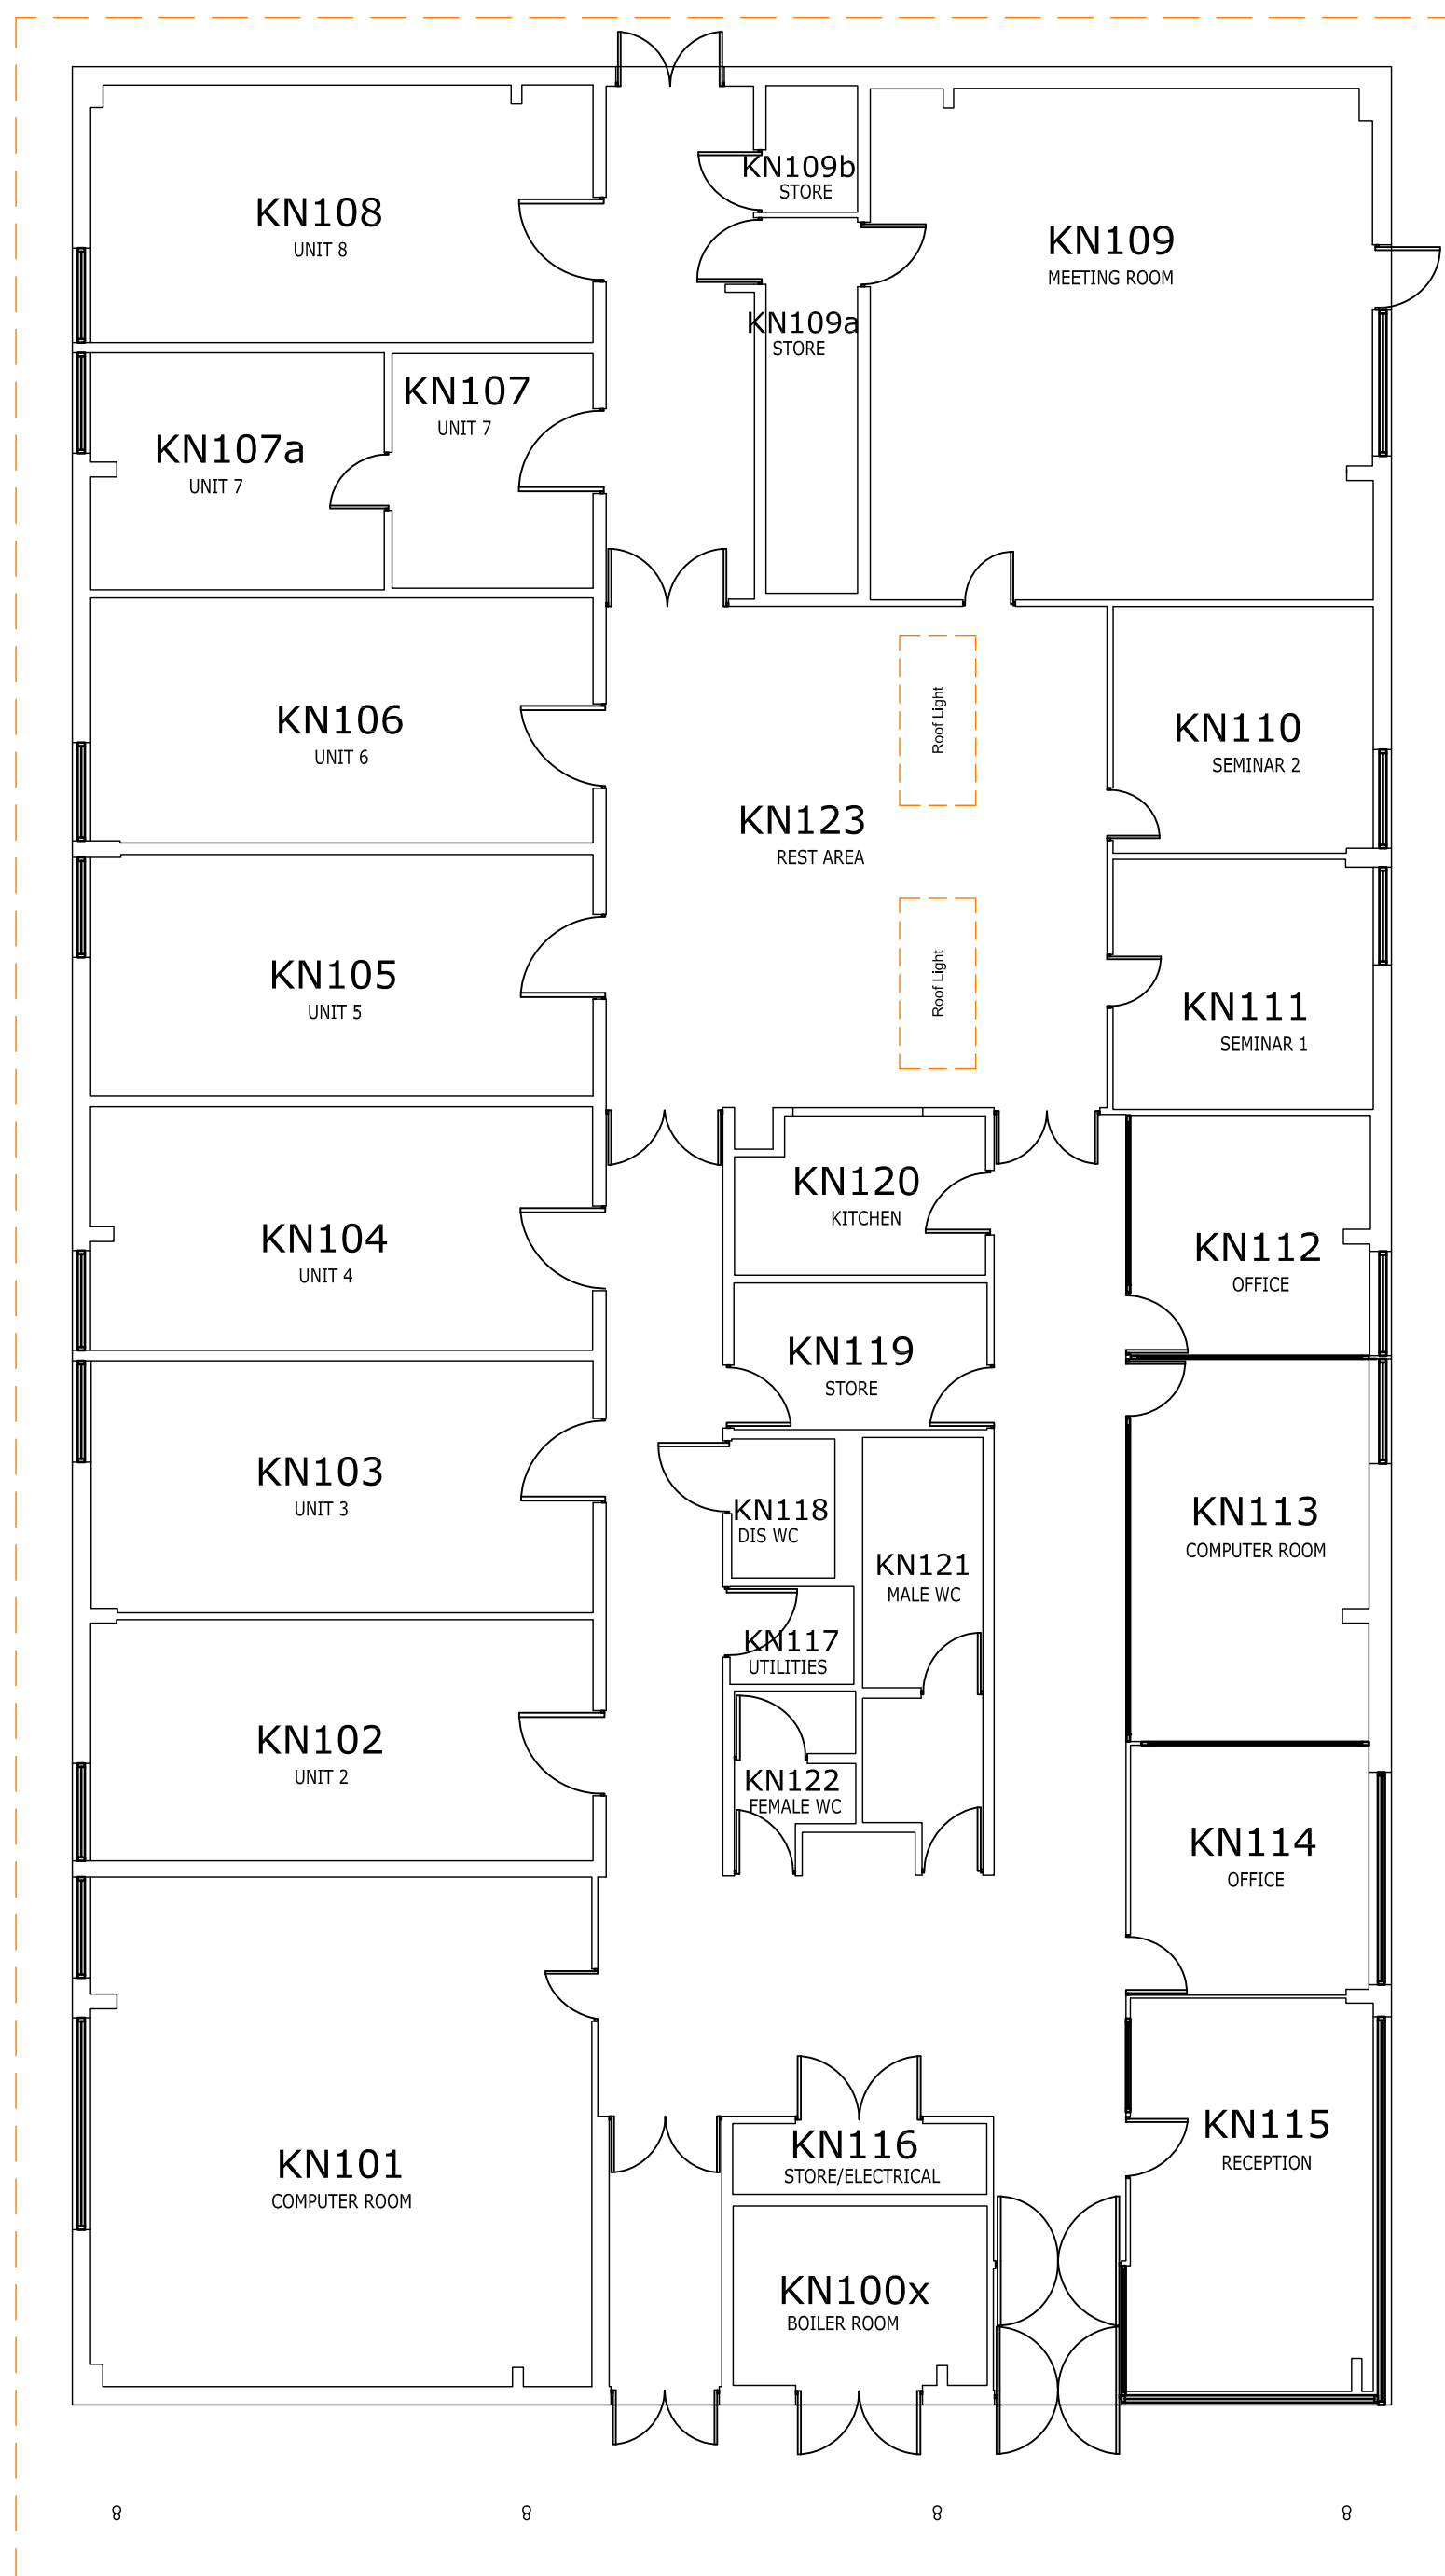 KN109b
STORE
KN108
UNIT 8
KN109
MEETING ROOM
KN109a
STORE
KN107
UNIT 7
KN107a
UNIT 7
KN106
UNIT 6
Roof Light
KN110
SEMINAR 2
KN123
REST AREA
KN105
UNIT 5
Roof Light
KN111
SEMINAR 1
KN120
KITCHEN
KN104
UNIT 4
KN112
OFFICE
KN119
STORE
KN103
UNIT 3
KN118
DIS WC
KN113
COMPUTER ROOM
KN121
MALE WC
KN117
UTILITIES
KN102
UNIT 2
KN122
FEMALE WC
KN114
OFFICE
KN115
RECEPTION
KN116
STORE/ELECTRICAL
KN101
COMPUTER ROOM
KN100x
BOILER ROOM